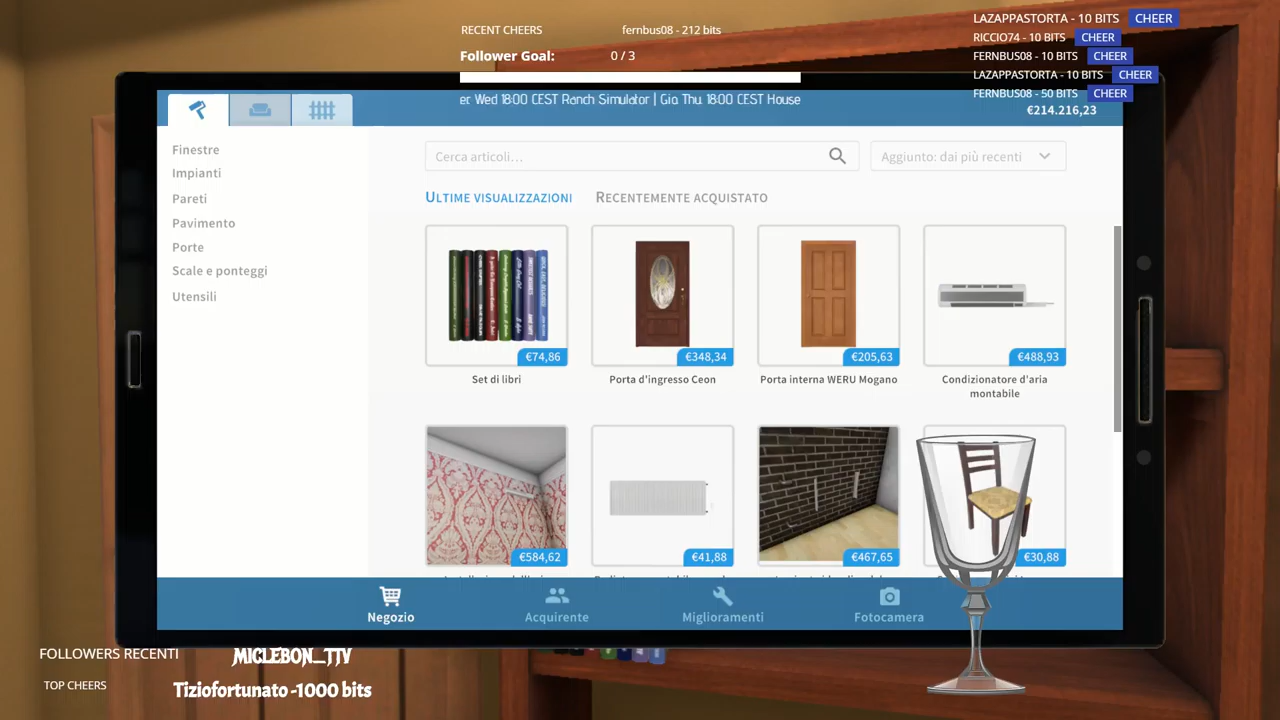 RECENT CHEERS
fernbus08 - 212 bits
Follower Goal:
0 / 3
LAZAPPASTORTA - 10 BITS CHEER
RICCIO74 - 10 BITS CHEER
FERNBUS08 - 10 BITS CHEER
LAZAPPASTORTA - 10 BITS CHEER
FERNBUS08 - 50 BITS CHEER
er Wed 18:00 CEST Ranch Simulator | Gio Thu. 18:00 CEST House
€214.216,23
Finestre
Impianti
Pareti
Pavimento
Porte
Scale e ponteggi
Utensili
Cerca articoli...
Aggiunto: dai più recenti
ULTIME VISUALIZZAZIONI
RECENTEMENTE ACQUISTATO
€74,86
€348,34
€205,63
€488,93
Set di libri
Porta d'ingresso Ceon
Porta interna WERU Mogano
Condizionatore d'aria
montabile
€584,62
€41,88
€467,65
€30,88
Negozio
Acquirente
Miglioramenti
Fotocamera
FOLLOWERS RECENTI
MICLEBON_TTV
TOP CHEERS
Tiziofortunato -1000 bits